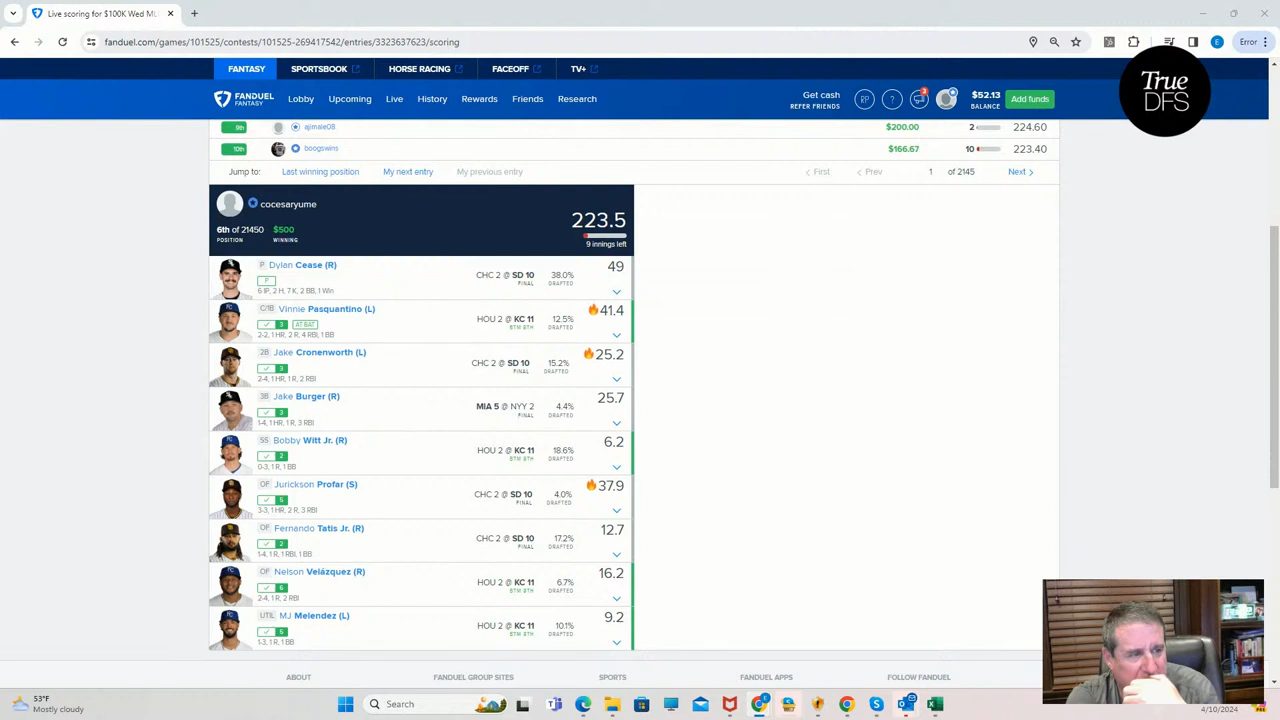 Live scoring for $100K Wed ML
fanduel.com/games/101525/contests/101525-269417542/entries/3323637623/scoring
Error
FANTASY SPORTSBOOK HORSE RACING FACEOFF TV+
True DFS
FANDUEL FANTASY Lobby Upcoming Live History Rewards Friends Research
Get cash
REFER FRIENDS
RP ? 3
$52.13
BALANCE
Add funds
9th ajimale08 $200.00 2 224.60
10th boogswins $166.67 10 223.40
Jump to: Last winning position My next entry My previous entry First Prev 1 of 2145 Next
cocesaryume
223.5
6th of 21450 $500
POSITION WINNING
9 innings left
P Dylan Cease (R) CHC 2 @ SD 10 38.0% 49
P FINAL DRAFTED
6 IP, 2 H, 7 K, 2 BB, 1 Win
C/1B Vinnie Pasquantino (L) HOU 2 @ KC 11 12.5% 41.4
3 AT BAT BTM 8TH DRAFTED
2-2, 1 HR, 2 R, 4 RBI, 1 BB
2B Jake Cronenworth (L) CHC 2 @ SD 10 15.2% 25.2
3 FINAL DRAFTED
2-4, 1 HR, 1 R, 2 RBI
3B Jake Burger (R) MIA 5 @ NYY 2 4.4% 25.7
3 FINAL DRAFTED
1-4, 1 HR, 1 R, 3 RBI
SS Bobby Witt Jr. (R) HOU 2 @ KC 11 18.6% 6.2
2 BTM 8TH DRAFTED
0-3, 1 R, 1 BB
OF Jurickson Profar (S) CHC 2 @ SD 10 4.0% 37.9
5 FINAL DRAFTED
3-3, 1 HR, 2 R, 3 RBI
OF Fernando Tatis Jr. (R) CHC 2 @ SD 10 17.2% 12.7
2 FINAL DRAFTED
1-4, 1 R, 1 RBI, 1 BB
OF Nelson Velázquez (R) HOU 2 @ KC 11 6.7% 16.2
6 BTM 8TH DRAFTED
2-4, 1 R, 2 RBI
UTIL MJ Melendez (L) HOU 2 @ KC 11 10.1% 9.2
5 BTM 8TH DRAFTED
1-3, 1 R, 1 BB
ABOUT FANDUEL GROUP SITES SPORTS FANDUEL APPS FOLLOW FANDUEL
53°F
Mostly cloudy
Search
4/10/2024